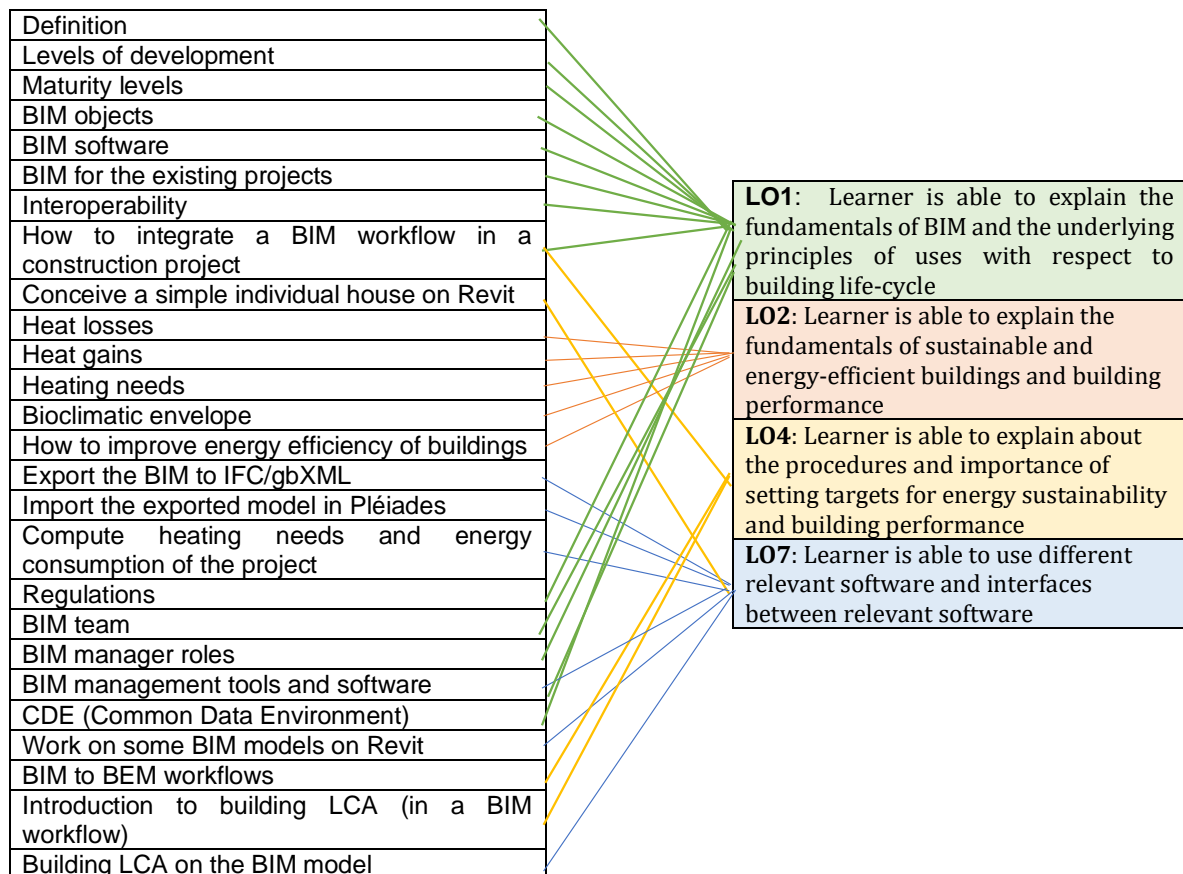 Definition
Levels of development
Maturity levels
BIM objects
BIM software
BIM for the existing projects
Interoperability
How to integrate a BIM workflow in a
construction project
Conceive a simple individual house on Revit
Heat losses
Heat gains
Heating needs
Bioclimatic envelope
How to improve energy efficiency of buildings
Export the BIM to IFC/gbXML
Import the exported model in Pléiades
Compute heating needs and energy
consumption of the project
Regulations
BIM team
BIM manager roles
BIM management tools and software
CDE (Common Data Environment)
Work on some BIM models on Revit
BIM to BEM workflows
Introduction to building LCA (in a BIM
workflow)
Building LCA on the BIM model
LO1: Learner is able to explain the
fundamentals of BIM and the underlying
principles of uses with respect to
building life-cycle
LO2: Learner is able to explain the
fundamentals of sustainable and
energy-efficient buildings and building
performance
LO4: Learner is able to explain about
the procedures and importance of
setting targets for energy sustainability
and building performance
LO7: Learner is able to use different
relevant software and interfaces
between relevant software